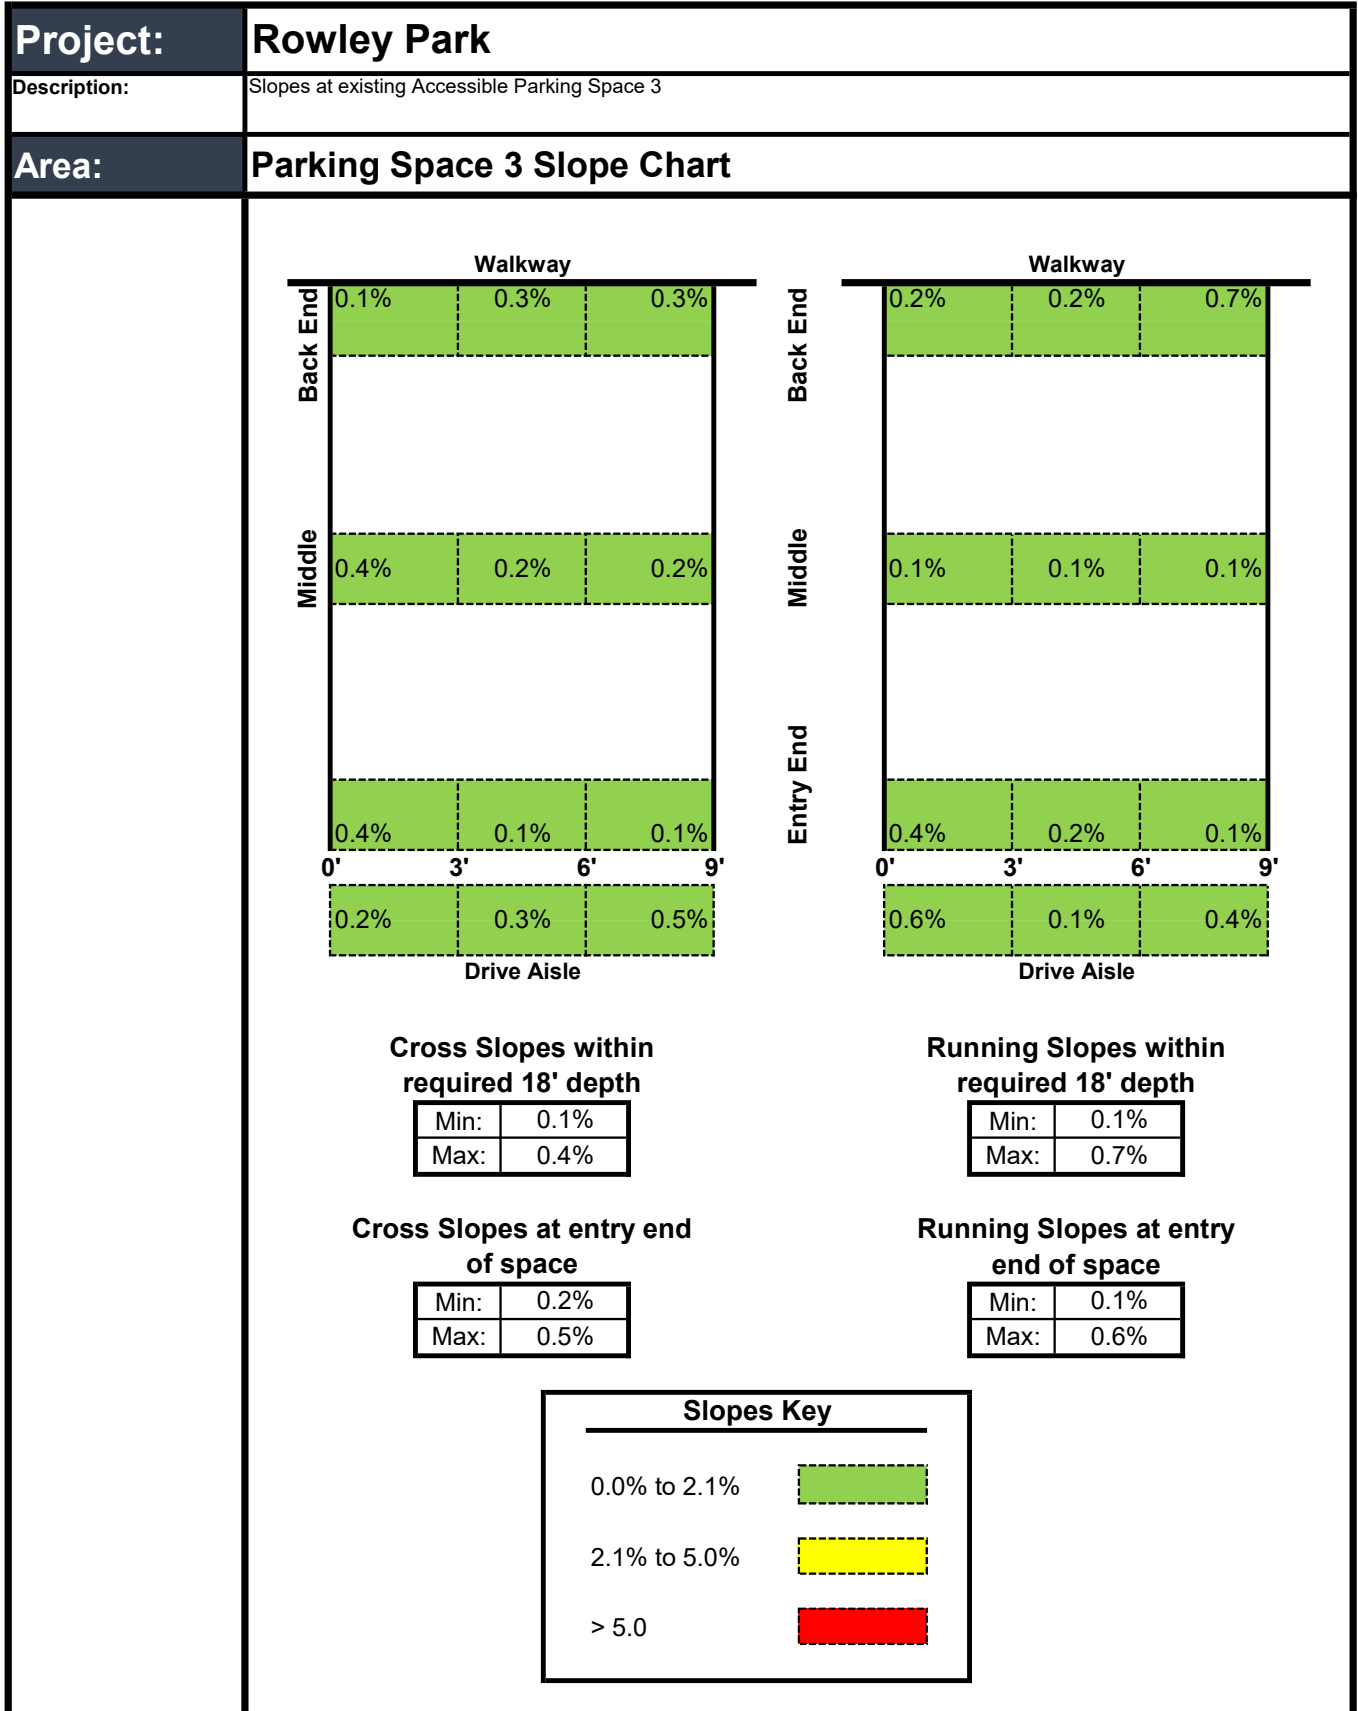 Project: Rowley Park
Description: Slopes at existing Accessible Parking Space 3
Area: Parking Space 3 Slope Chart
Walkway
Back End
0.1% 0.3% 0.3%
Middle
0.4% 0.2% 0.2%
0.4% 0.1% 0.1%
0' 3' 6' 9'
0.2% 0.3% 0.5%
Drive Aisle
Walkway
Back End
0.2% 0.2% 0.7%
Middle
0.1% 0.1% 0.1%
Entry End
0.4% 0.2% 0.1%
0' 3' 6' 9'
0.6% 0.1% 0.4%
Drive Aisle
Cross Slopes within
required 18' depth
Min: 0.1%
Max: 0.4%
Running Slopes within
required 18' depth
Min: 0.1%
Max: 0.7%
Cross Slopes at entry end
of space
Min: 0.2%
Max: 0.5%
Running Slopes at entry
end of space
Min: 0.1%
Max: 0.6%
Slopes Key
0.0% to 2.1%
2.1% to 5.0%
> 5.0